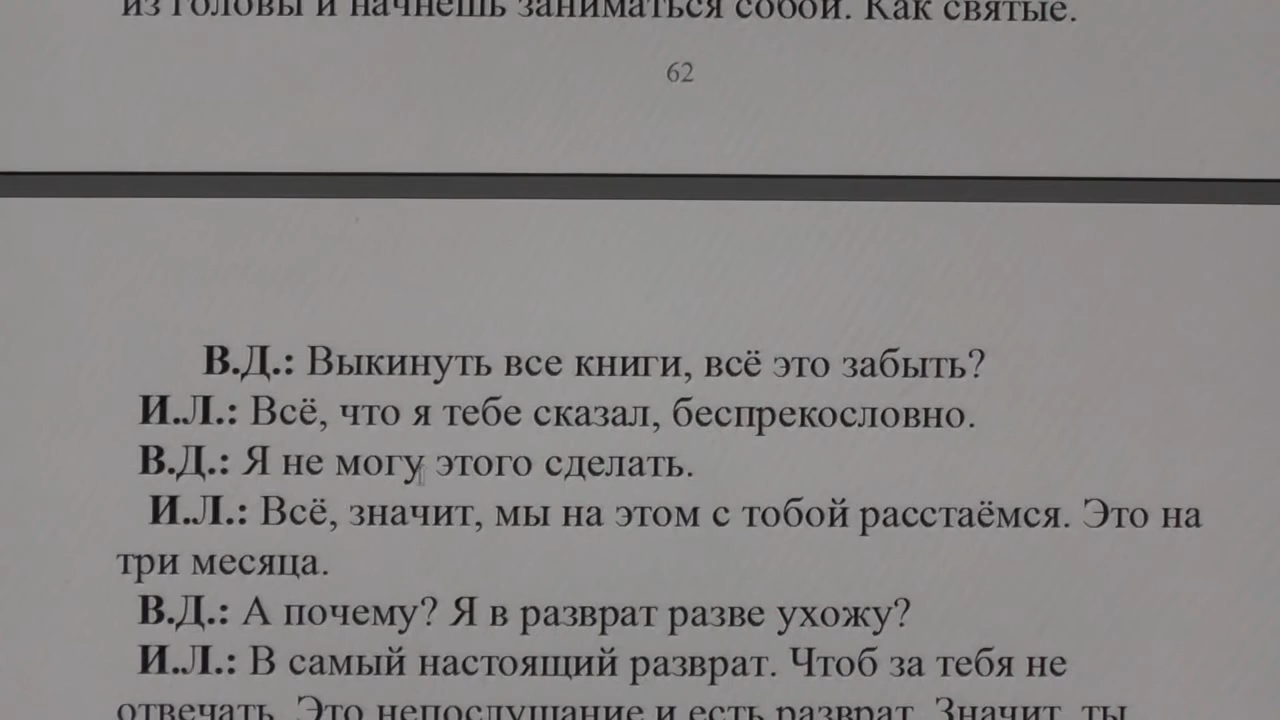 из головы и начнёшь заниматься собой. Как святые.
62
В.Д.: Выкинуть все книги, всё это забыть?
И.Л.: Всё, что я тебе сказал, беспрекословно.
В.Д.: Я не могу этого сделать.
И.Л.: Всё, значит, мы на этом с тобой расстаёмся. Это на
три месяца.
В.Д.: А почему? Я в разврат разве ухожу?
И.Л.: В самый настоящий разврат. Чтоб за тебя не
отвечать. Это непослушание и есть разврат. Значит, ты